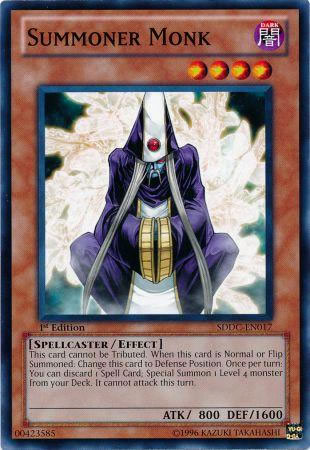 Summoner Monk
DARK
闇
1st Edition
SDDC-EN017
[Spellcaster / Effect]
This card cannot be Tributed. When this card is Normal or Flip
Summoned: Change this card to Defense Position. Once per turn:
You can discard 1 Spell Card; Special Summon 1 Level 4 monster
from your Deck. It cannot attack this turn.
ATK/ 800 DEF/1600
00423585
©1996 KAZUKI TAKAHASHI